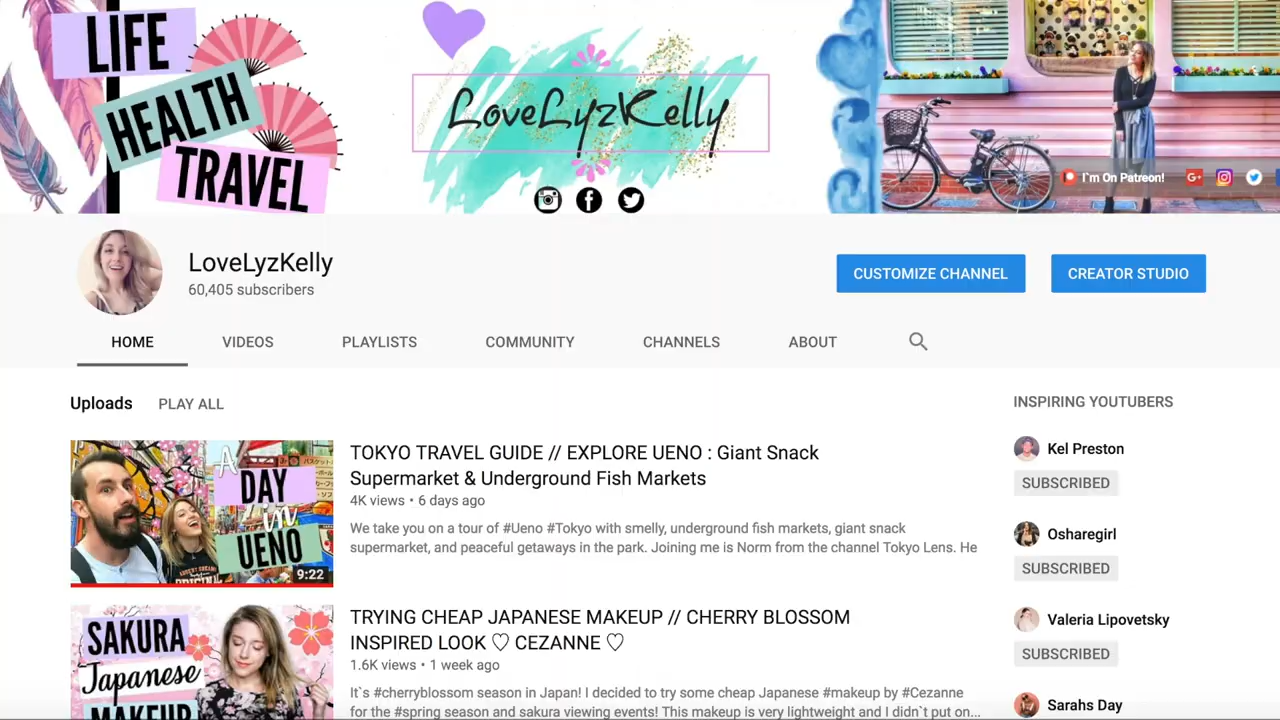 LIFE
HEALTH
TRAVEL
LoveLyzKelly
I`m On Patreon!
G+
LoveLyzKelly
60,405 subscribers
CUSTOMIZE CHANNEL
CREATOR STUDIO
HOME
VIDEOS
PLAYLISTS
COMMUNITY
CHANNELS
ABOUT
Uploads
PLAY ALL
A
DAY
in
UENO
9:22
TOKYO TRAVEL GUIDE // EXPLORE UENO : Giant Snack
Supermarket & Underground Fish Markets
4K views • 6 days ago
We take you on a tour of #Ueno #Tokyo with smelly, underground fish markets, giant snack
supermarket, and peaceful getaways in the park. Joining me is Norm from the channel Tokyo Lens. He
SAKURA
Japanese
MAKEUP
TRYING CHEAP JAPANESE MAKEUP // CHERRY BLOSSOM
INSPIRED LOOK ♡ CEZANNE ♡
1.6K views • 1 week ago
It`s #cherryblossom season in Japan! I decided to try some cheap Japanese #makeup by #Cezanne
for the #spring season and sakura viewing events! This makeup is very lightweight and I didn`t put on...
INSPIRING YOUTUBERS
Kel Preston
SUBSCRIBED
Osharegirl
SUBSCRIBED
Valeria Lipovetsky
SUBSCRIBED
Sarahs Day